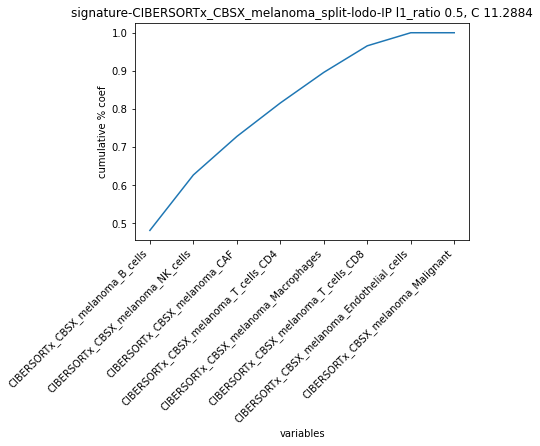 signature-CIBERSORTx_CBSX_melanoma_split-lodo-IP l1_ratio 0.5, C 11.2884
cumulative % coef
1.0
0.9
0.8
0.7
0.6
0.5
CIBERSORTx_CBSX_melanoma_B_cells
CIBERSORTx_CBSX_melanoma_NK_cells
CIBERSORTx_CBSX_melanoma_CAF
CIBERSORTx_CBSX_melanoma_T_cells_CD4
CIBERSORTx_CBSX_melanoma_Macrophages
CIBERSORTx_CBSX_melanoma_T_cells_CD8
CIBERSORTx_CBSX_melanoma_Endothelial_cells
CIBERSORTx_CBSX_melanoma_Malignant
variables